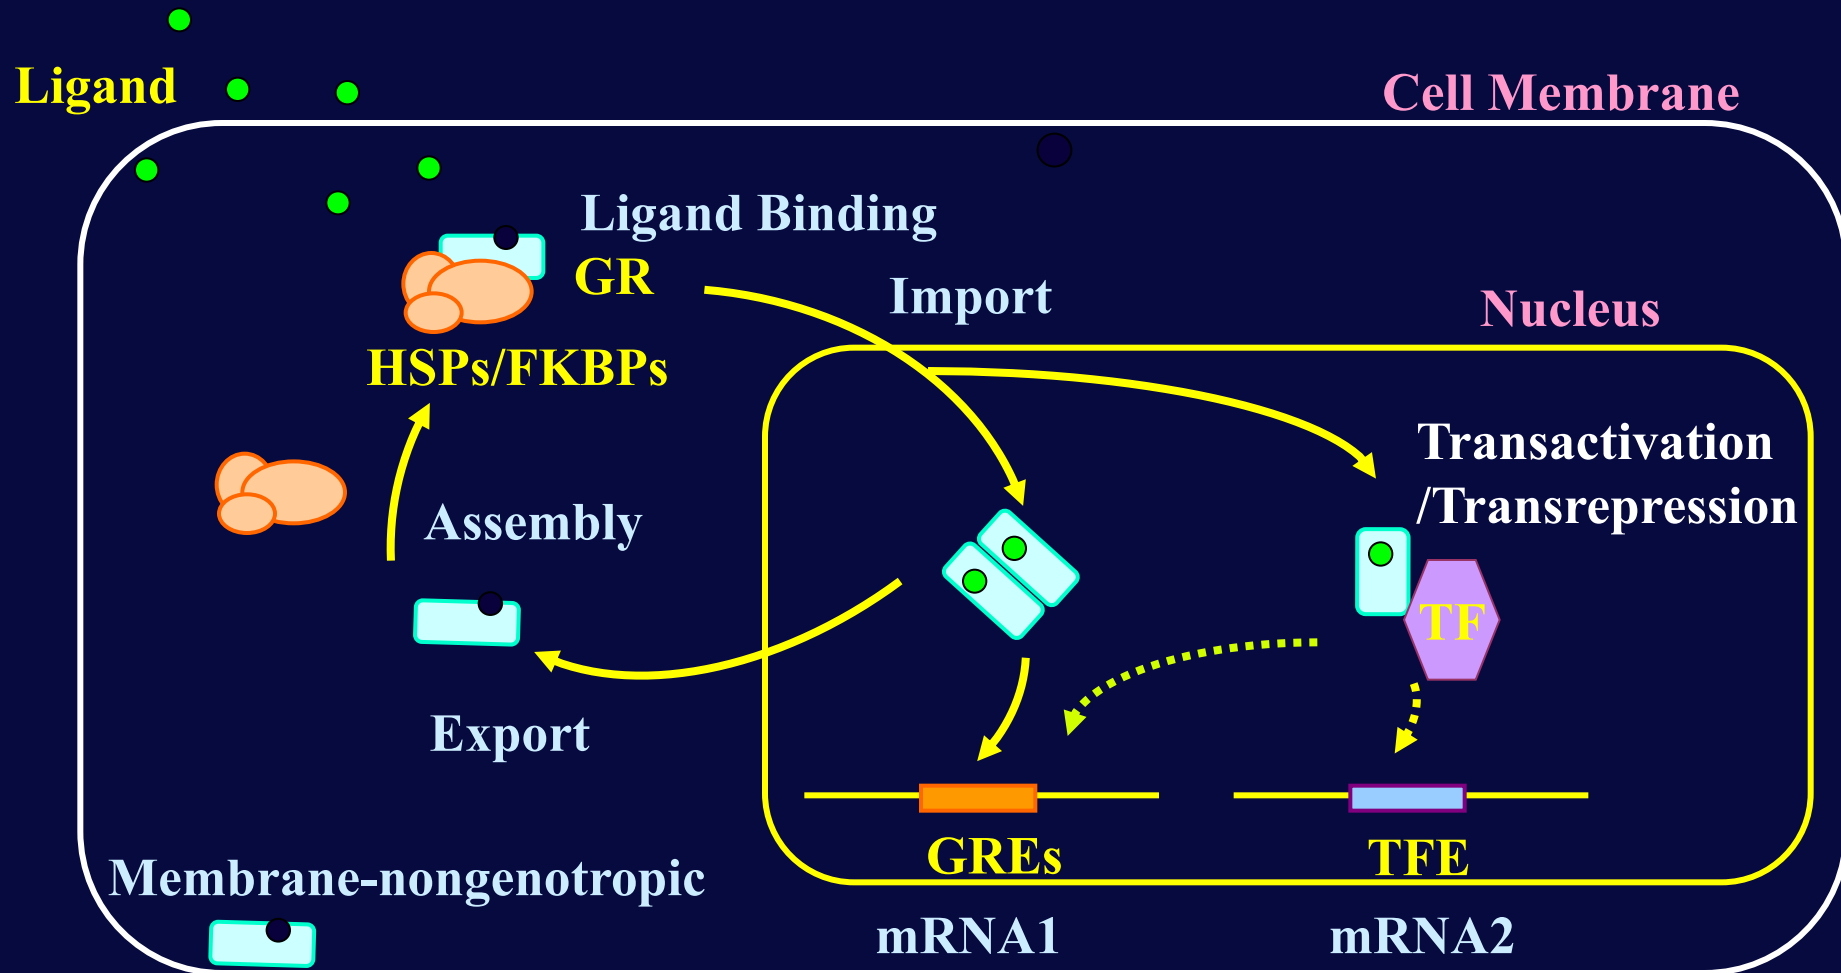 Ligand
Cell Membrane
Ligand Binding
GR
Import
Nucleus
HSPs/FKBPs
Transactivation
/Transrepression
Assembly
TF
Export
GREs
TFE
Membrane-nongenotropic
mRNA1
mRNA2